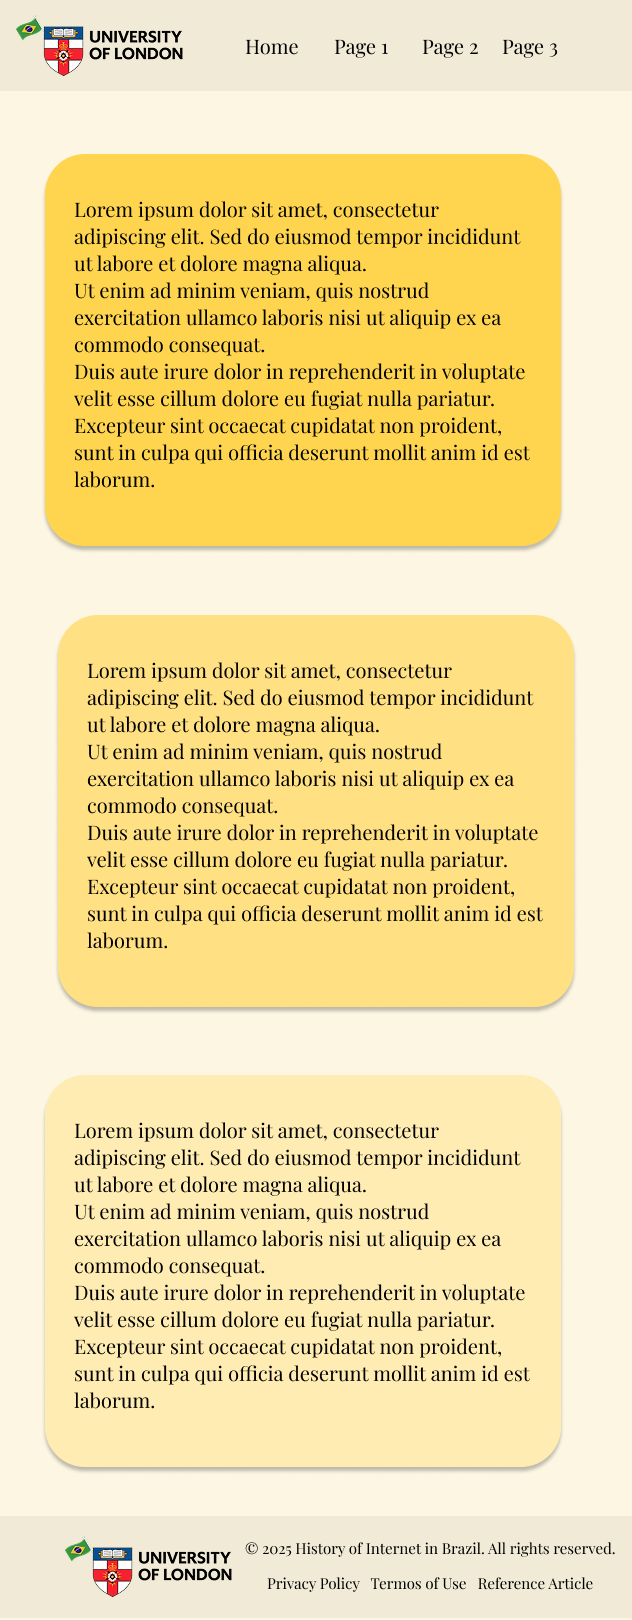 UNIVERSITY
OF LONDON
Home Page 1 Page 2 Page 3
Lorem ipsum dolor sit amet, consectetur
adipiscing elit. Sed do eiusmod tempor incididunt
ut labore et dolore magna aliqua.
Ut enim ad minim veniam, quis nostrud
exercitation ullamco laboris nisi ut aliquip ex ea
commodo consequat.
Duis aute irure dolor in reprehenderit in voluptate
velit esse cillum dolore eu fugiat nulla pariatur.
Excepteur sint occaecat cupidatat non proident,
sunt in culpa qui officia deserunt mollit anim id est
laborum.
Lorem ipsum dolor sit amet, consectetur
adipiscing elit. Sed do eiusmod tempor incididunt
ut labore et dolore magna aliqua.
Ut enim ad minim veniam, quis nostrud
exercitation ullamco laboris nisi ut aliquip ex ea
commodo consequat.
Duis aute irure dolor in reprehenderit in voluptate
velit esse cillum dolore eu fugiat nulla pariatur.
Excepteur sint occaecat cupidatat non proident,
sunt in culpa qui officia deserunt mollit anim id est
laborum.
Lorem ipsum dolor sit amet, consectetur
adipiscing elit. Sed do eiusmod tempor incididunt
ut labore et dolore magna aliqua.
Ut enim ad minim veniam, quis nostrud
exercitation ullamco laboris nisi ut aliquip ex ea
commodo consequat.
Duis aute irure dolor in reprehenderit in voluptate
velit esse cillum dolore eu fugiat nulla pariatur.
Excepteur sint occaecat cupidatat non proident,
sunt in culpa qui officia deserunt mollit anim id est
laborum.
UNIVERSITY
OF LONDON
© 2025 History of Internet in Brazil. All rights reserved.
Privacy Policy Termos of Use Reference Article